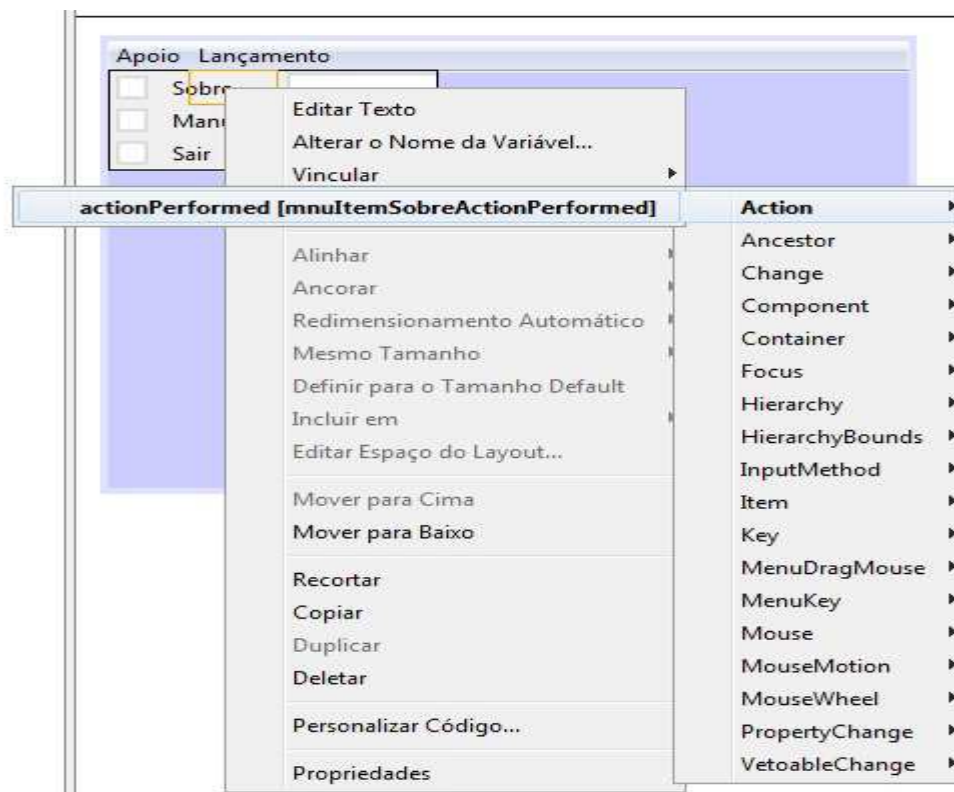 Apoio Lançamento
Sobre
Sair
Editar Texto
Alterar o Nome da Variável...
Vincular
actionPerformed [mnuItemSobreActionPerformed]
Alinhar
Ancorar
Redimensionamento Automático
Mesmo Tamanho
Definir para o Tamanho Default
Incluir em
Editar Espaço do Layout...
Mover para Cima
Mover para Baixo
Recortar
Copiar
Duplicar
Deletar
Personalizar Código...
Propriedades
Action
Ancestor
Change
Component
Container
Focus
Hierarchy
HierarchyBounds
InputMethod
Item
Key
MenuDragMouse
MenuKey
Mouse
MouseMotion
MouseWheel
PropertyChange
VetoableChange